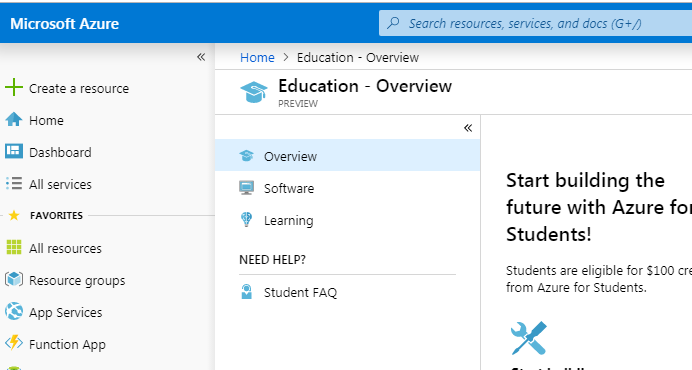 Microsoft Azure
Search resources, services, and docs (G+/)
«
Create a resource
Home
Dashboard
All services
FAVORITES
All resources
Resource groups
App Services
Function App
Home > Education - Overview
Education - Overview
PREVIEW
«
Overview
Software
Learning
NEED HELP?
Student FAQ
Start building the
future with Azure for
Students!
Students are eligible for $100 cre
from Azure for Students.